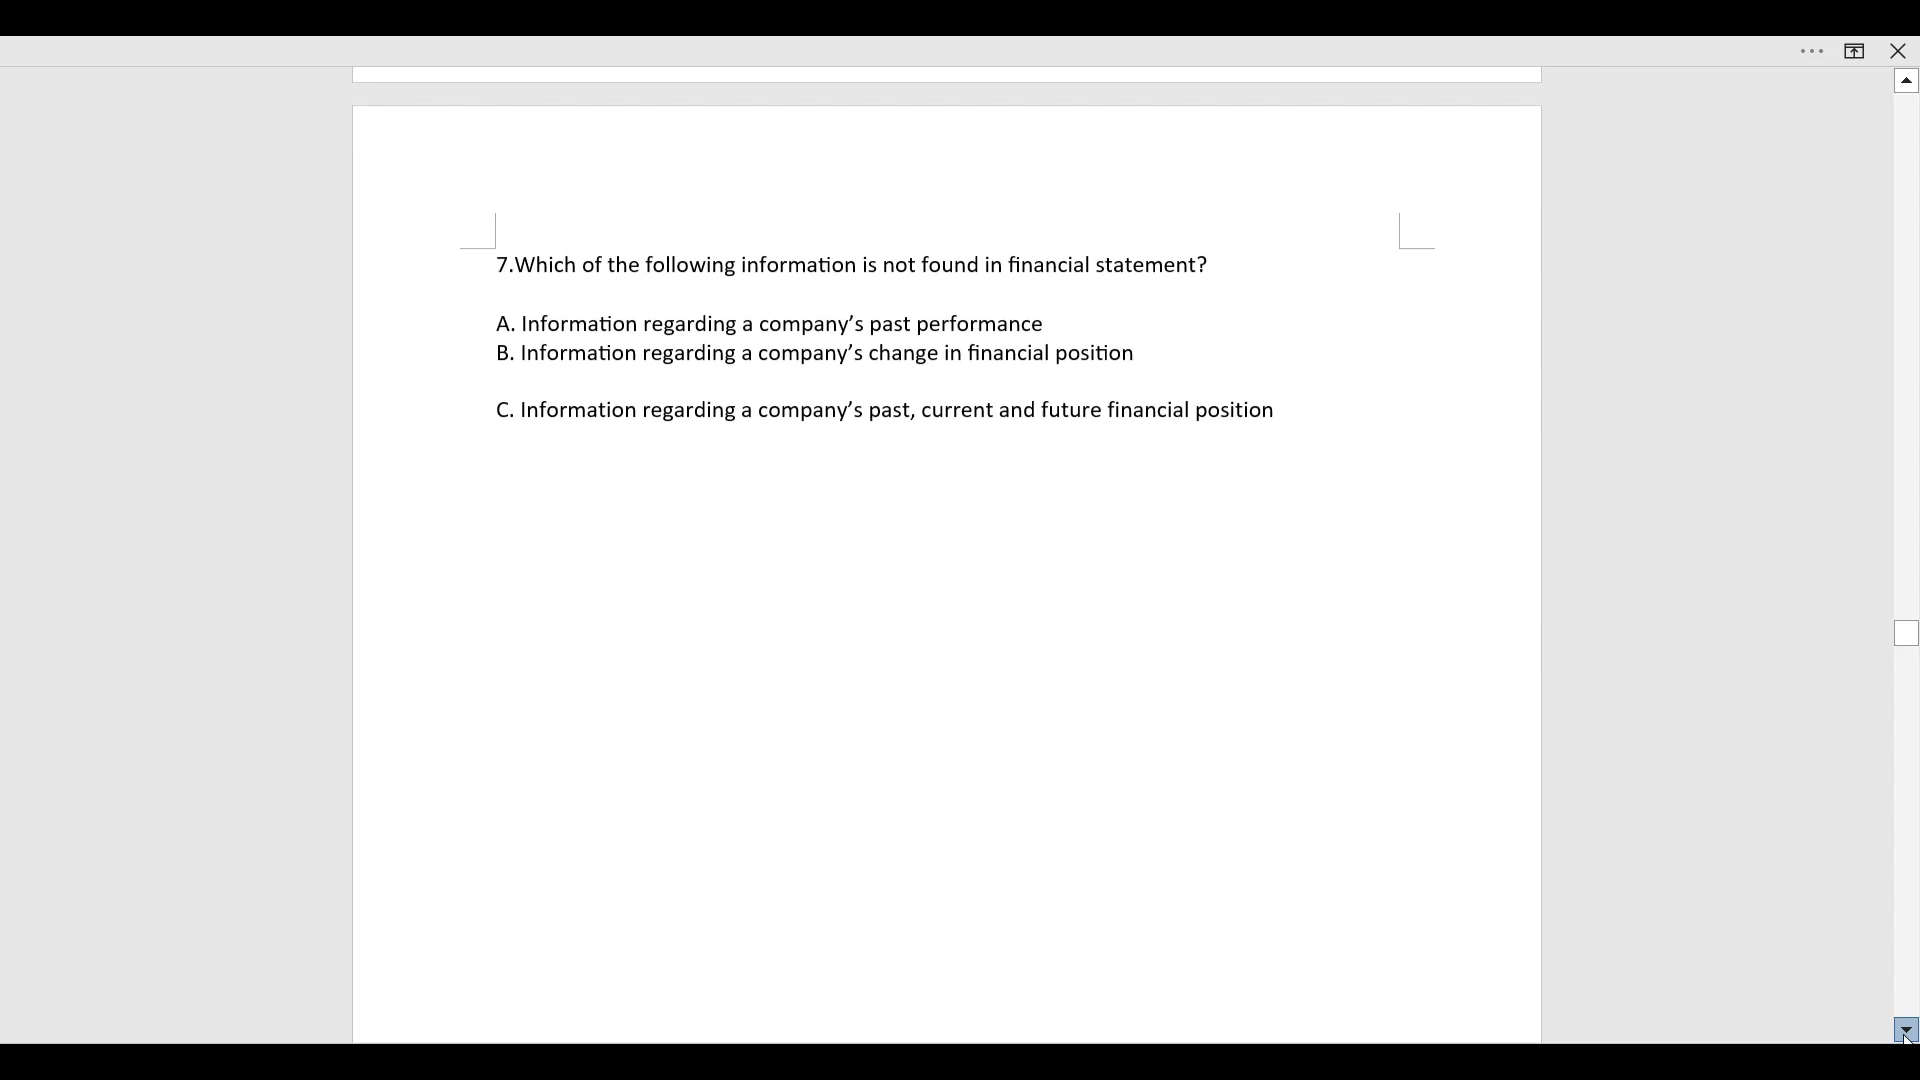 7.Which of the following information is not found in financial statement?
A. Information regarding a company’s past performance
B. Information regarding a company’s change in financial position
C. Information regarding a company’s past, current and future financial position